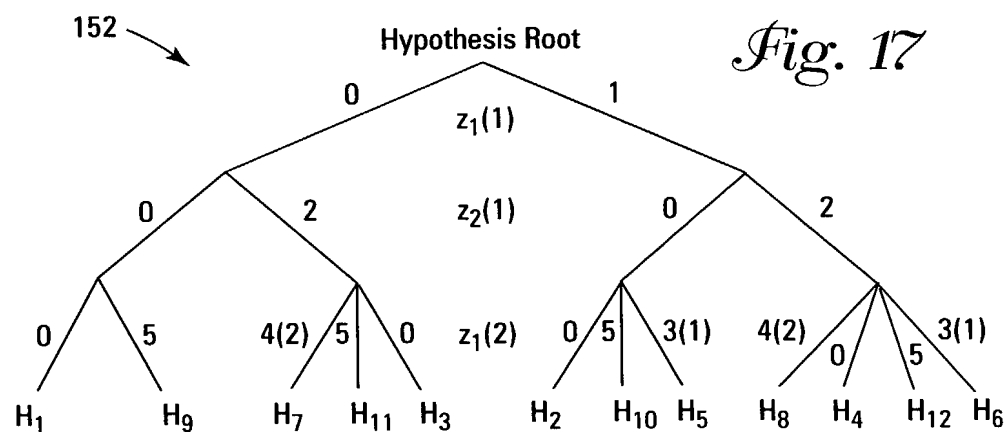 152
Hypothesis Root
Fig. 17
0
1
z₁(1)
0
2
z₂(1)
0
2
0
5
4(2)
5
0
z₁(2)
0
5
3(1)
4(2)
0
5
3(1)
H₁
H₉
H₇
H₁₁
H₃
H₂
H₁₀
H₅
H₈
H₄
H₁₂
H₆